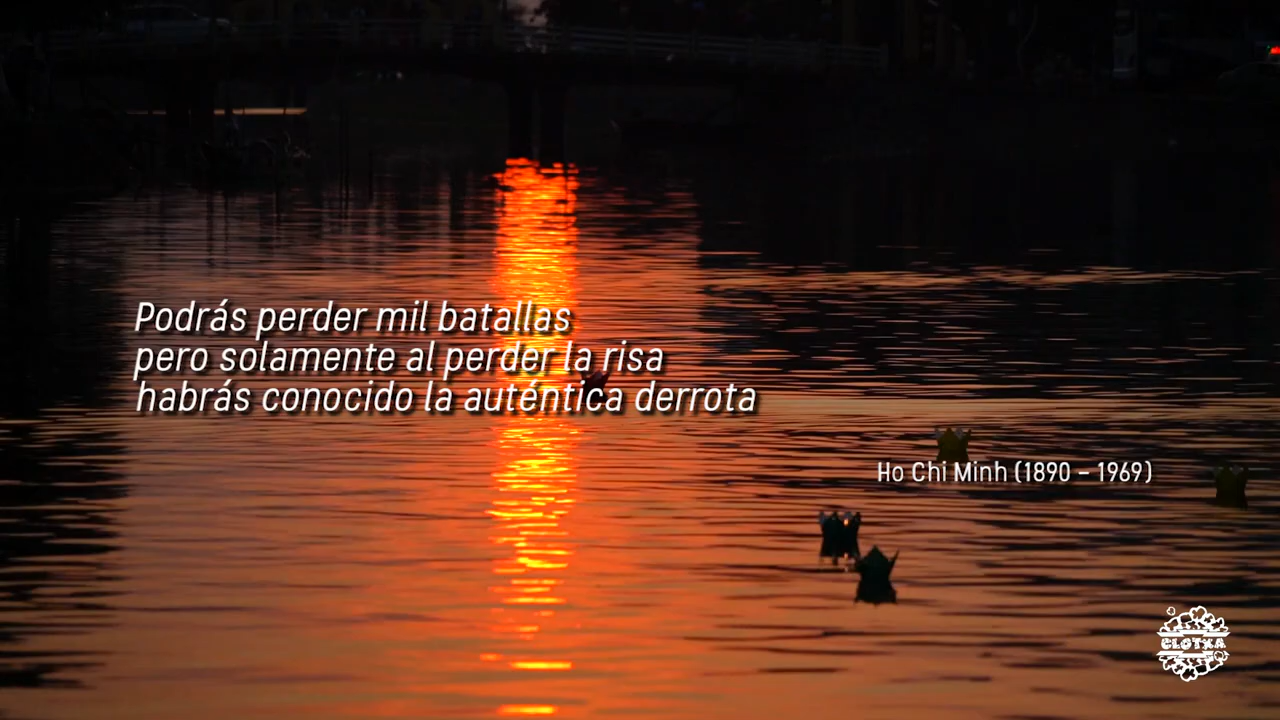 Podrás perder mil batallas
pero solamente al perder la risa
habrás conocido la auténtica derrota
Ho Chi Minh (1890 – 1969)
CLOTXA